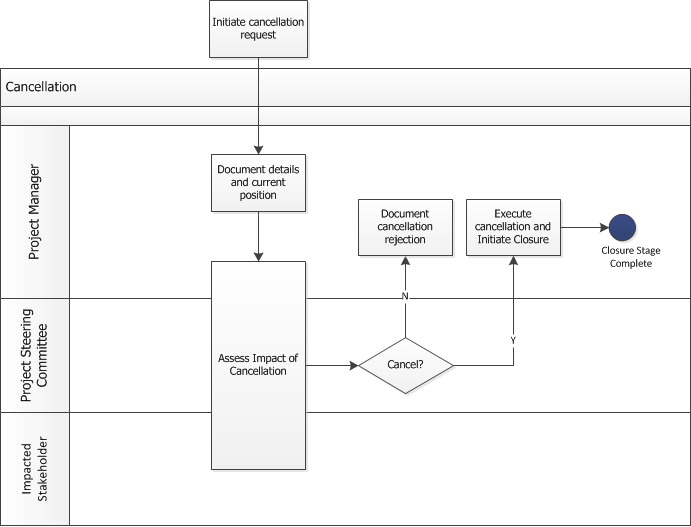 Initiate cancellation
request
Cancellation
Project Manager
Document details
and current
position
Document
cancellation
rejection
Execute
cancellation and
Initiate Closure
Closure Stage
Complete
N
Project Steering
Committee
Assess Impact of
Cancellation
Cancel?
Y
Impacted
Stakeholder